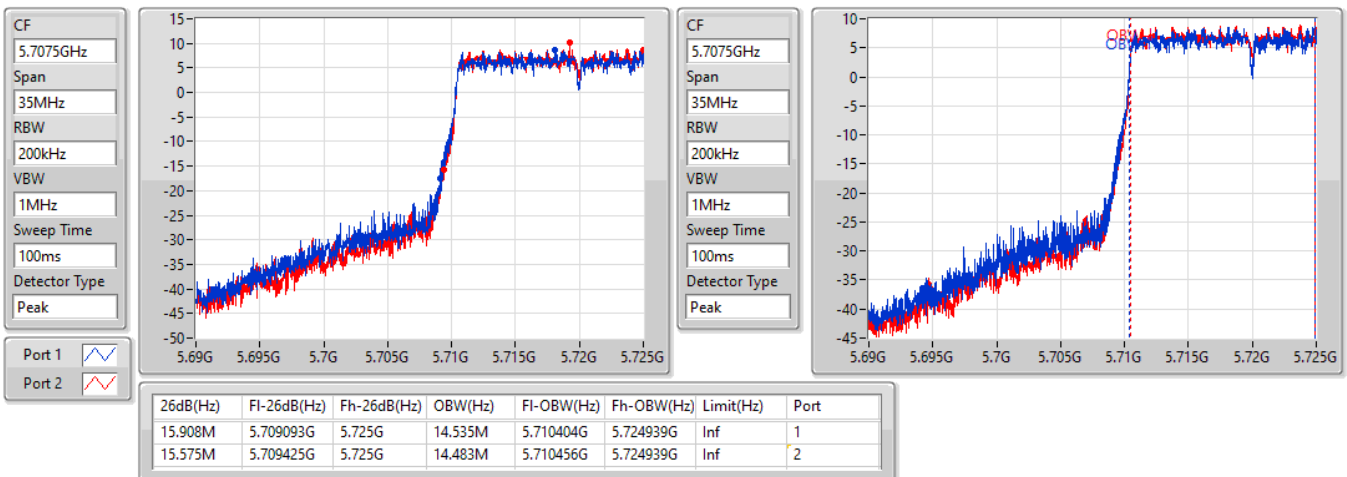 CF
5.7075GHz
Span
35MHz
RBW
200kHz
VBW
1MHz
Sweep Time
100ms
Detector Type
Peak
Port 1
Port 2
15
10
5
0
-5
-10
-15
-20
-25
-30
-35
-40
-45
-50
5.69G 5.695G 5.7G 5.705G 5.71G 5.715G 5.72G 5.725G
CF
5.7075GHz
Span
35MHz
RBW
200kHz
VBW
1MHz
Sweep Time
100ms
Detector Type
Peak
10
5
0
-5
-10
-15
-20
-25
-30
-35
-40
-45
OB
OB
5.69G 5.695G 5.7G 5.705G 5.71G 5.715G 5.72G 5.725G
26dB(Hz) Fl-26dB(Hz) Fh-26dB(Hz) OBW(Hz) Fl-OBW(Hz) Fh-OBW(Hz) Limit(Hz) Port
15.908M 5.709093G 5.725G 14.535M 5.710404G 5.724939G Inf 1
15.575M 5.709425G 5.725G 14.483M 5.710456G 5.724939G Inf 2